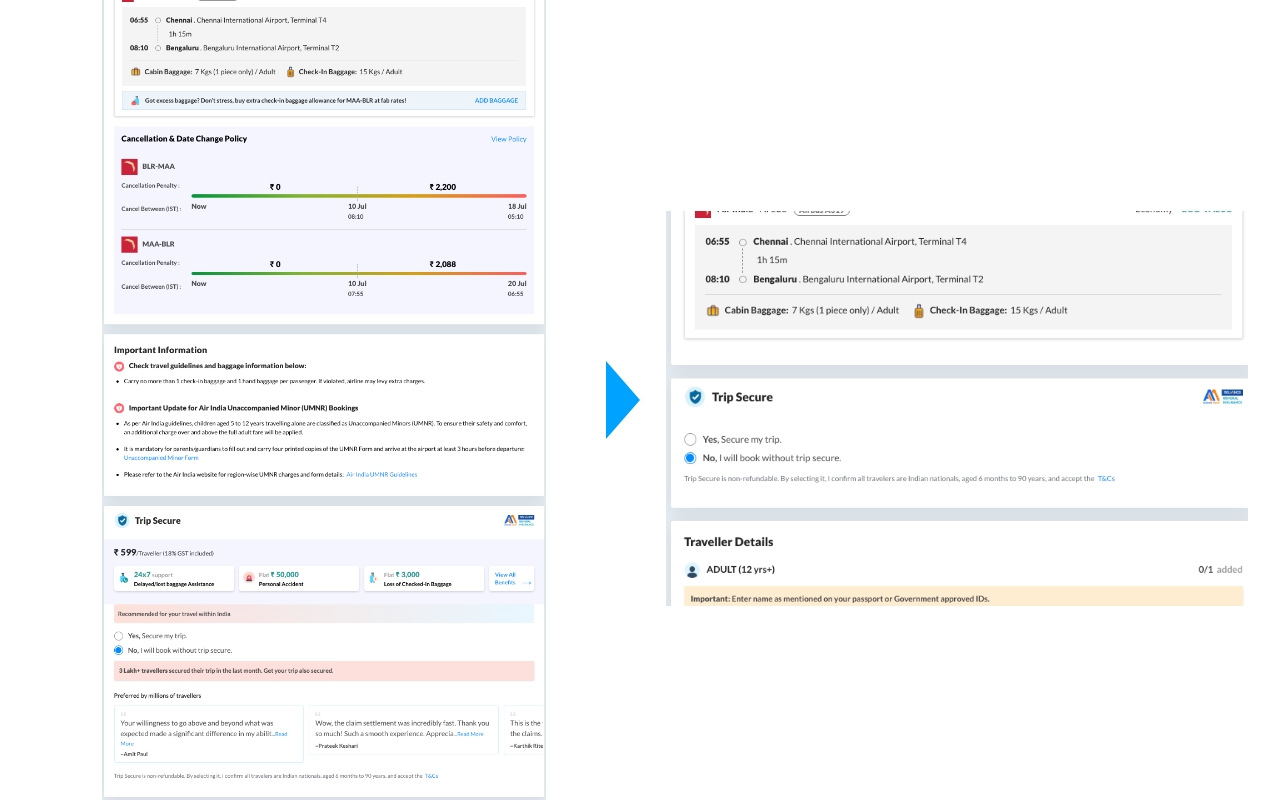 06:55 Chennai . Chennai International Airport, Terminal T4
1h 15m
08:10 Bengaluru . Bengaluru International Airport, Terminal T2
Cabin Baggage: 7 Kgs (1 piece only) / Adult Check-In Baggage: 15 Kgs / Adult
Got excess baggage? Don't stress, buy extra check-in baggage allowance for MAA-BLR at fab rates! ADD BAGGAGE
Cancellation & Date Change Policy View Policy
BLR-MAA
Cancellation Penalty : ₹ 0 ₹ 2,200
Cancel Between (IST) : Now 10 Jul 18 Jul
08:10 05:10
MAA-BLR
Cancellation Penalty : ₹ 0 ₹ 2,088
Cancel Between (IST) : Now 10 Jul 20 Jul
07:55 06:55
Important Information
Check travel guidelines and baggage information below:
• Carry no more than 1 check-in baggage and 1 hand baggage per passenger. If violated, airline may levy extra charges.
Important Update for Air India Unaccompanied Minor (UMNR) Bookings
• As per Air India guidelines, children aged 5 to 12 years travelling alone are classified as Unaccompanied Minors (UMNR). To ensure their safety and comfort,
an additional charge over and above the full adult fare will be applied.
• It is mandatory for parents/guardians to fill out and carry four printed copies of the UMNR Form and arrive at the airport at least 3 hours before departure:
Unaccompanied Minor Form
• Please refer to the Air India website for region-wise UMNR charges and form details: Air India UMNR Guidelines
Trip Secure
₹ 599/Traveller (18% GST included)
24x7 support
Delayed/lost baggage Assistance
Flat ₹ 50,000
Personal Accident
Flat ₹ 3,000
Loss of Checked-in Baggage
View All
Benefits
Recommended for your travel within India
Yes, Secure my trip.
No, I will book without trip secure.
3 Lakh+ travellers secured their trip in the last month. Get your trip also secured.
Preferred by millions of travellers
Your willingness to go above and beyond what was
expected made a significant difference in my abilit...Read
More
~Amit Paul
Wow, the claim settlement was incredibly fast. Thank you
so much! Such a smooth experience. Apprecia...Read More
~Prateek Keshari
This is the
the claims.
~Karthik Rite
Trip Secure is non-refundable. By selecting it, I confirm all travelers are Indian nationals, aged 6 months to 90 years, and accept the T&Cs
06:55 Chennai . Chennai International Airport, Terminal T4
1h 15m
08:10 Bengaluru . Bengaluru International Airport, Terminal T2
Cabin Baggage: 7 Kgs (1 piece only) / Adult Check-In Baggage: 15 Kgs / Adult
Trip Secure
Yes, Secure my trip.
No, I will book without trip secure.
Trip Secure is non-refundable. By selecting it, I confirm all travelers are Indian nationals, aged 6 months to 90 years, and accept the T&Cs
Traveller Details
ADULT (12 yrs+) 0/1 added
Important: Enter name as mentioned on your passport or Government approved IDs.